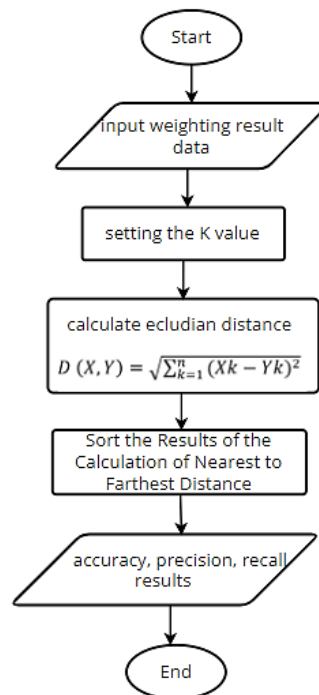 Start
input weighting result
data
setting the K value
calculate ecludian distance
D (X,Y) = √∑ⁿₖ₌₁ (Xk − Yk)²
Sort the Results of the
Calculation of Nearest to
Farthest Distance
accuracy, precision, recall
results
End